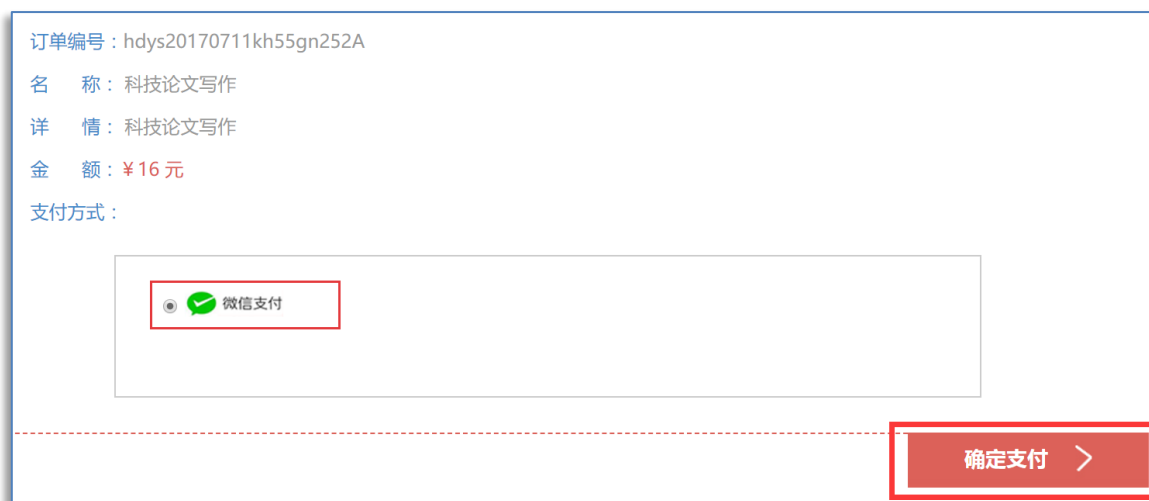 订单编号：hdys20170711kh55gn252A
名 称：科技论文写作
详 情：科技论文写作
金 额：¥16 元
支付方式：
微信支付
确定支付